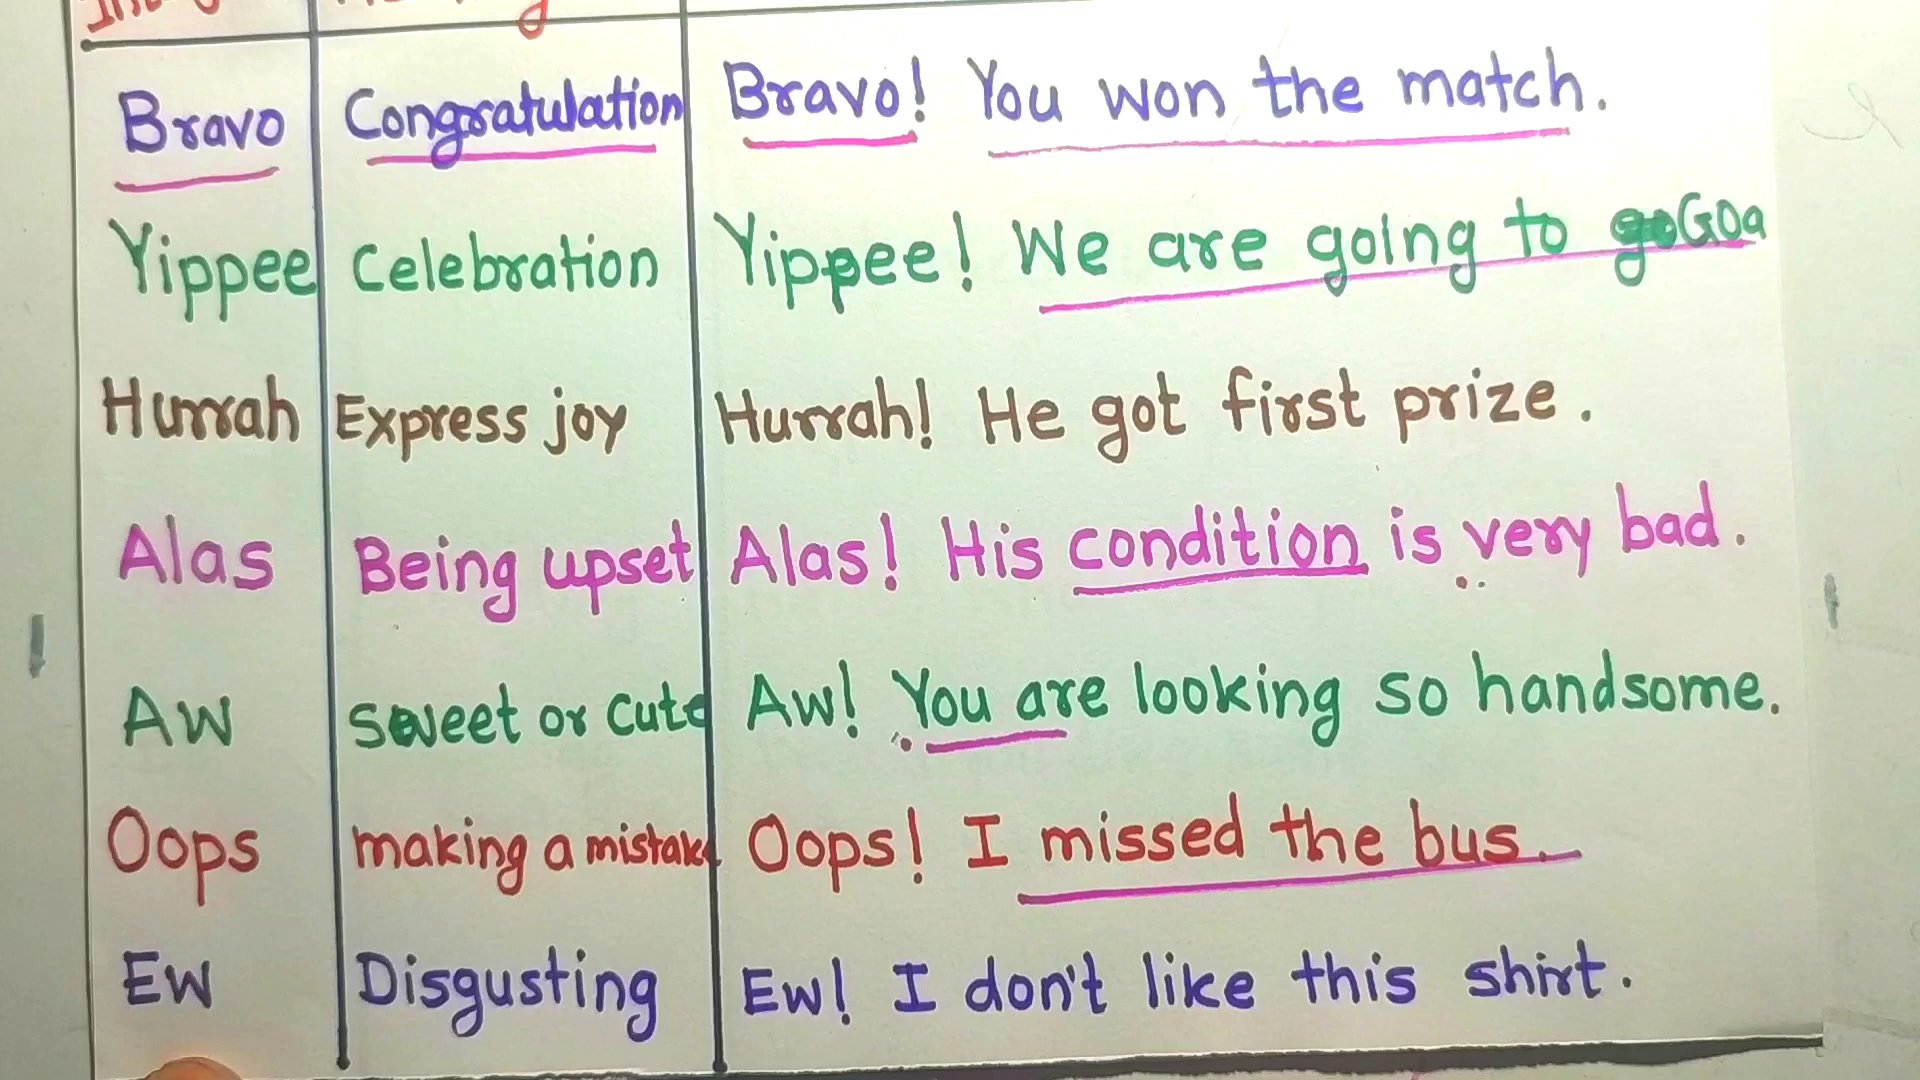 Bravo Congratulation Bravo! You won the match.
Yippee Celebration Yippee! We are going to Goa
Hurrah Express joy Hurrah! He got first prize.
Alas Being upset Alas! His condition is very bad.
Aw Sweet or cute Aw! You are looking so handsome.
Oops making a mistake Oops! I missed the bus.
Ew Disgusting Ew! I don't like this shirt.